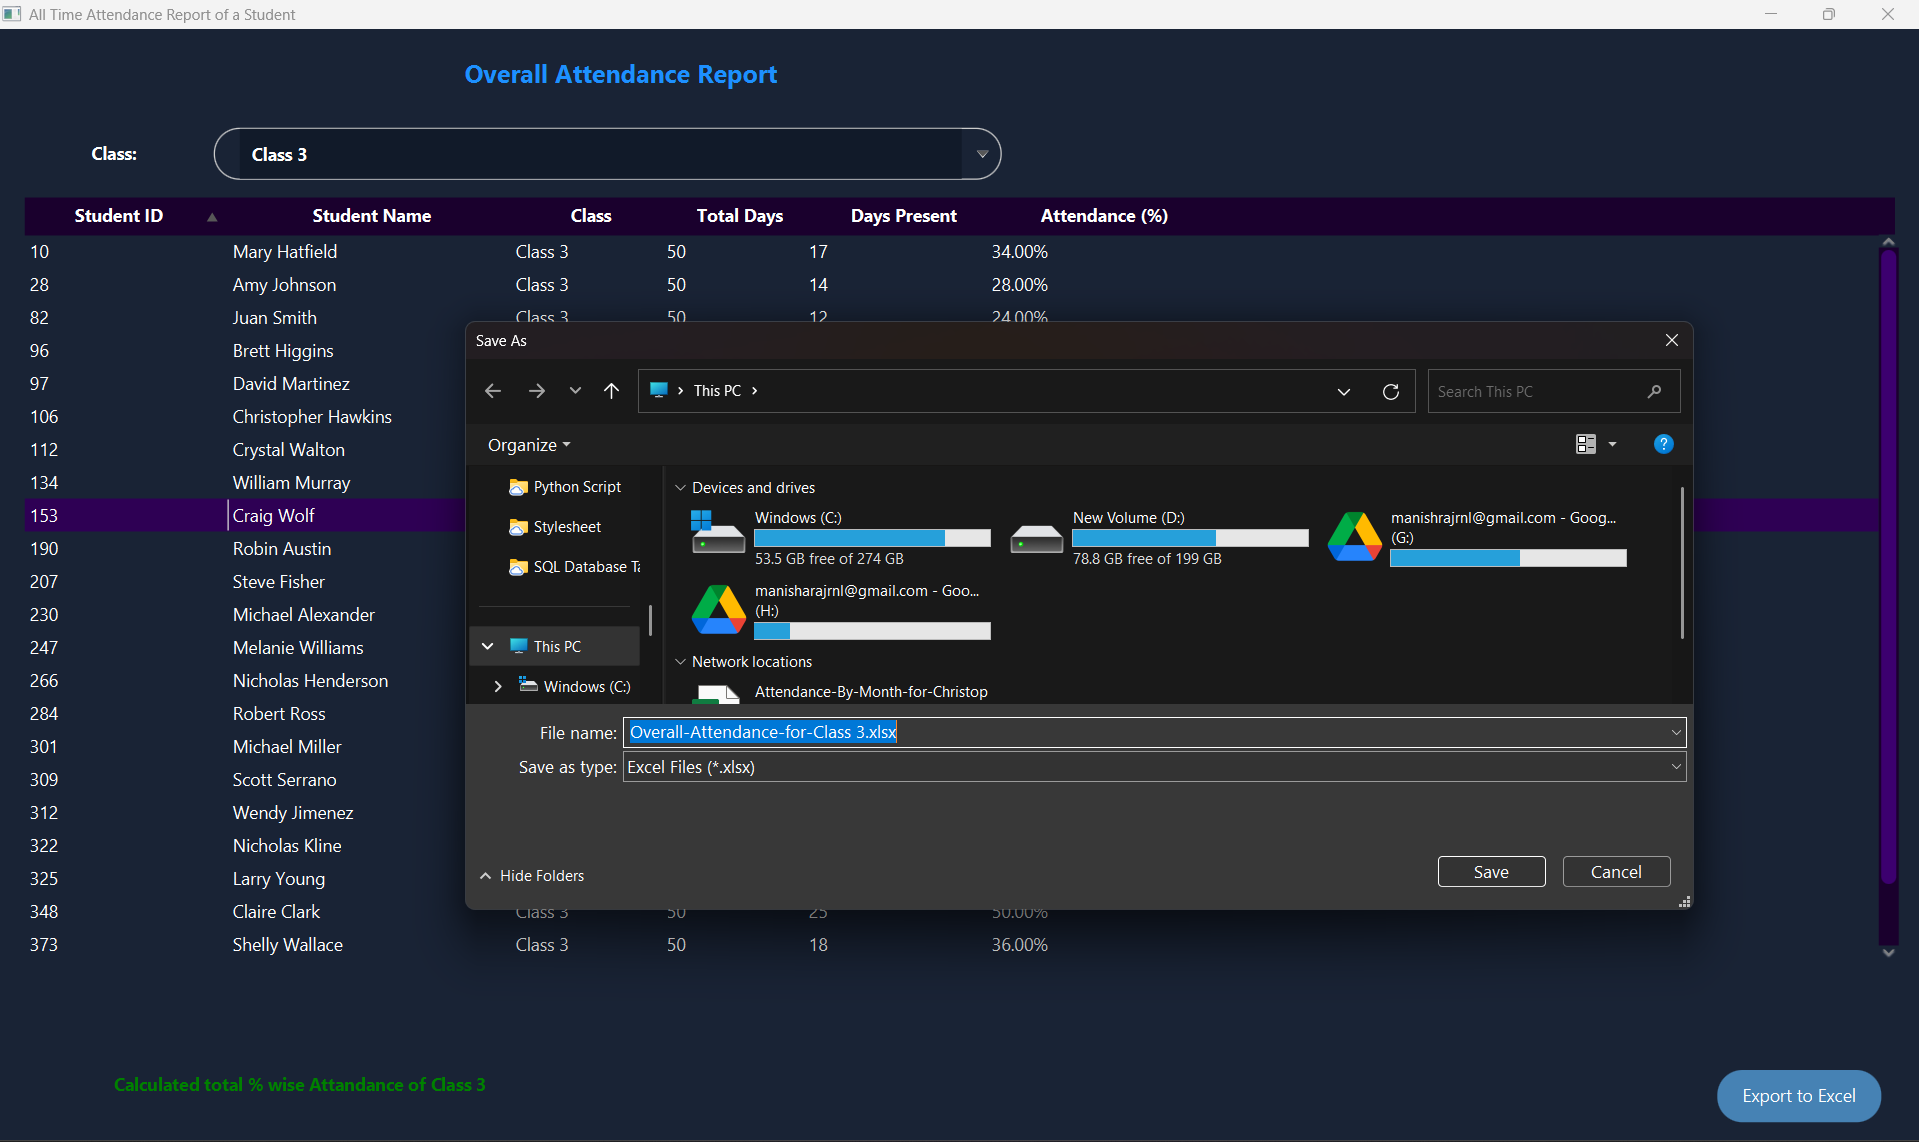 All Time Attendance Report of a Student
Overall Attendance Report
Class: Class 3
Student ID Student Name Class Total Days Days Present Attendance (%)
10 Mary Hatfield Class 3 50 17 34.00%
28 Amy Johnson Class 3 50 14 28.00%
82 Juan Smith Class 3 50 12 24.00%
96 Brett Higgins
97 David Martinez
106 Christopher Hawkins
112 Crystal Walton
134 William Murray
153 Craig Wolf
190 Robin Austin
207 Steve Fisher
230 Michael Alexander
247 Melanie Williams
266 Nicholas Henderson
284 Robert Ross
301 Michael Miller
309 Scott Serrano
312 Wendy Jimenez
322 Nicholas Kline
325 Larry Young
348 Claire Clark Class 3 50 25 50.00%
373 Shelly Wallace Class 3 50 18 36.00%
Save As
This PC
Search This PC
Organize
?
Python Script
Stylesheet
SQL Database Ta
This PC
Windows (C:)
Devices and drives
Windows (C:)
53.5 GB free of 274 GB
New Volume (D:)
78.8 GB free of 199 GB
manishrajrnl@gmail.com - Goog...
(G:)
manisharajrnl@gmail.com - Goo...
(H:)
Network locations
Attendance-By-Month-for-Christop
File name: Overall-Attendance-for-Class 3.xlsx
Save as type: Excel Files (*.xlsx)
Hide Folders
Save
Cancel
Calculated total % wise Attandance of Class 3
Export to Excel